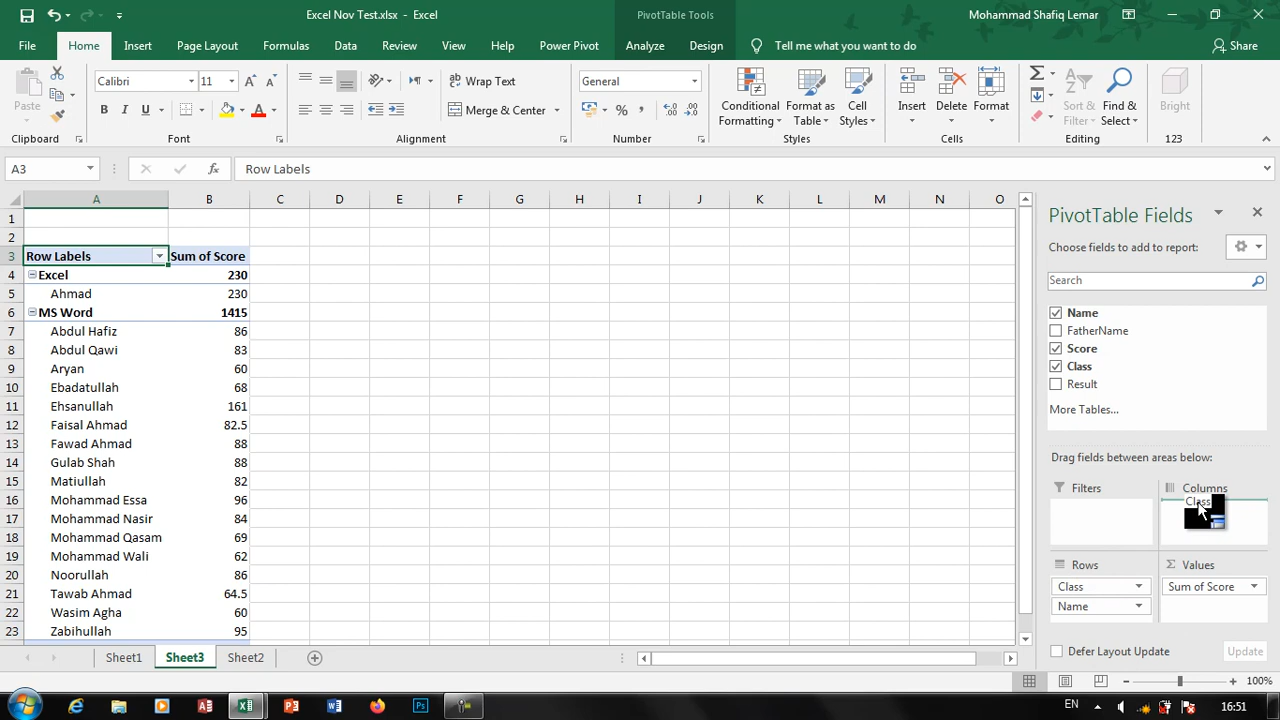 Excel Nov Test.xlsx - Excel
PivotTable Tools
Mohammad Shafiq Lemar
File Home Insert Page Layout Formulas Data Review View Help Power Pivot Analyze Design Tell me what you want to do Share
Paste
Calibri 11
B I U
A A
Wrap Text
Merge & Center
General
%
Conditional Formatting
Format as Table
Cell Styles
Insert
Delete
Format
Sort & Filter
Find & Select
Bright
Clipboard Font Alignment Number Styles Cells Editing 123
A3 fx Row Labels
A B C D E F G H I J K L M N O
1
2
3 Row Labels Sum of Score
4 Excel 230
5 Ahmad 230
6 MS Word 1415
7 Abdul Hafiz 86
8 Abdul Qawi 83
9 Aryan 60
10 Ebadatullah 68
11 Ehsanullah 161
12 Faisal Ahmad 82.5
13 Fawad Ahmad 88
14 Gulab Shah 88
15 Matiullah 82
16 Mohammad Essa 96
17 Mohammad Nasir 84
18 Mohammad Qasam 69
19 Mohammad Wali 62
20 Noorullah 86
21 Tawab Ahmad 64.5
22 Wasim Agha 60
23 Zabihullah 95
PivotTable Fields
Choose fields to add to report:
Search
Name
FatherName
Score
Class
Result
More Tables...
Drag fields between areas below:
Filters
Columns
Class
Rows
Class
Name
Values
Sum of Score
Defer Layout Update
Update
Sheet1 Sheet3 Sheet2
100%
EN 16:51